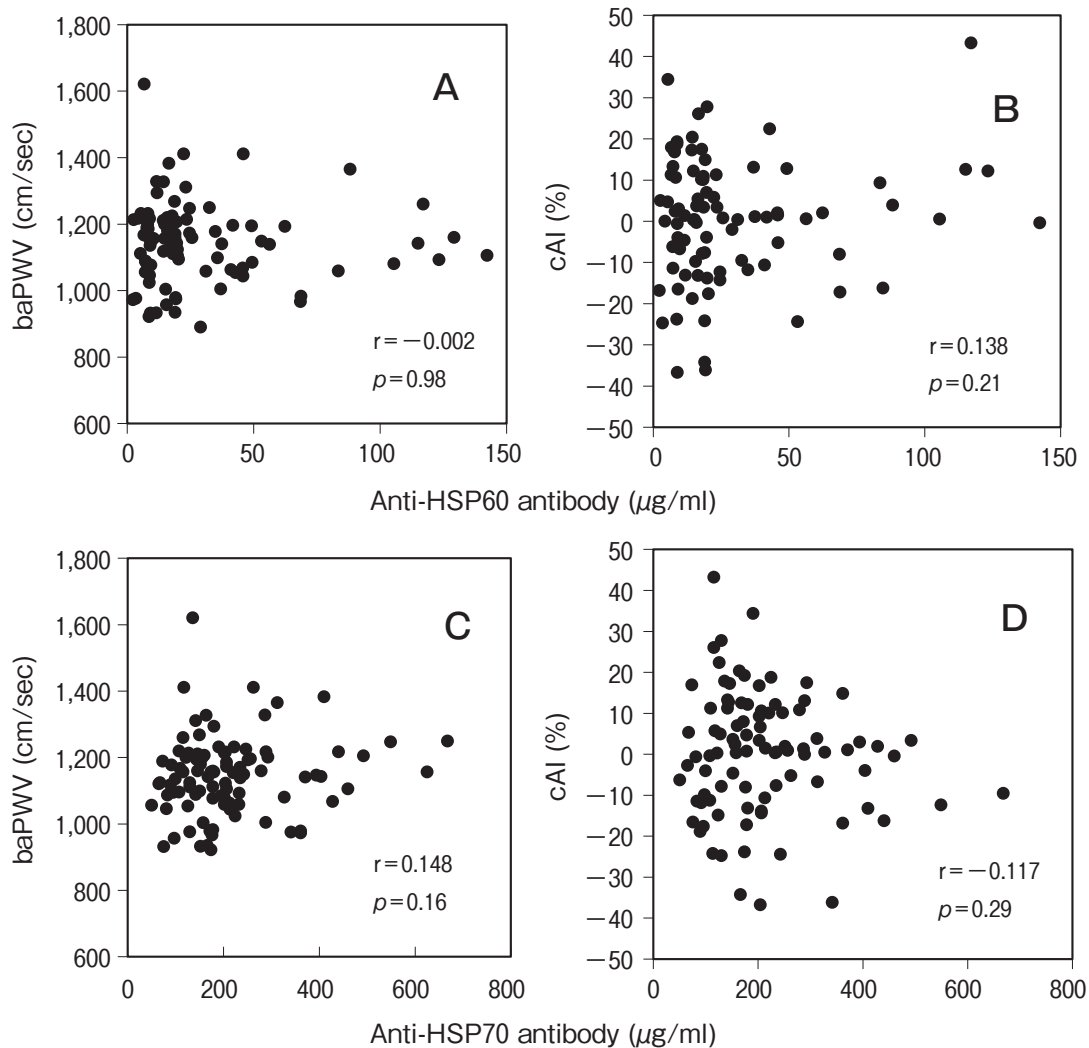 1,800
1,600
1,400
1,200
1,000
800
600
baPWV (cm/sec)
A
r=−0.002
p=0.98
0 50 100 150
50
40
30
20
10
0
−10
−20
−30
−40
−50
cAI (%)
B
r=0.138
p=0.21
0 50 100 150
Anti-HSP60 antibody (μg/ml)
1,800
1,600
1,400
1,200
1,000
800
600
baPWV (cm/sec)
C
r=0.148
p=0.16
0 200 400 600 800
50
40
30
20
10
0
−10
−20
−30
−40
−50
cAI (%)
D
r=−0.117
p=0.29
0 200 400 600 800
Anti-HSP70 antibody (μg/ml)